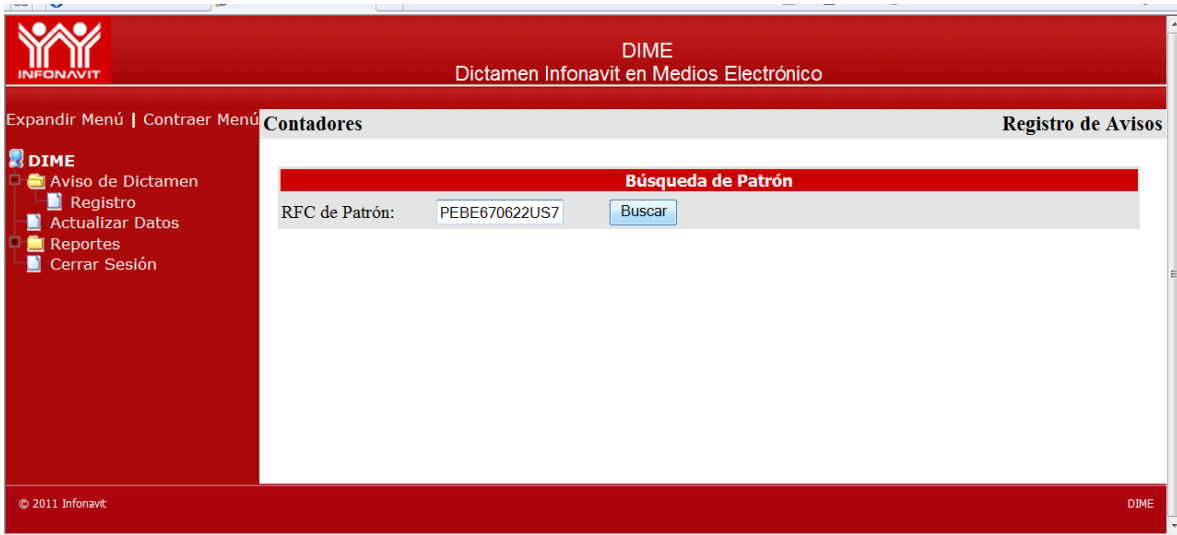 INFONAVIT
DIME
Dictamen Infonavit en Medios Electrónico
Expandir Menú | Contraer Menú
Contadores
Registro de Avisos
DIME
Aviso de Dictamen
Registro
Actualizar Datos
Reportes
Cerrar Sesión
Búsqueda de Patrón
RFC de Patrón: PEBE670622US7 Buscar
© 2011 Infonavit
DIME